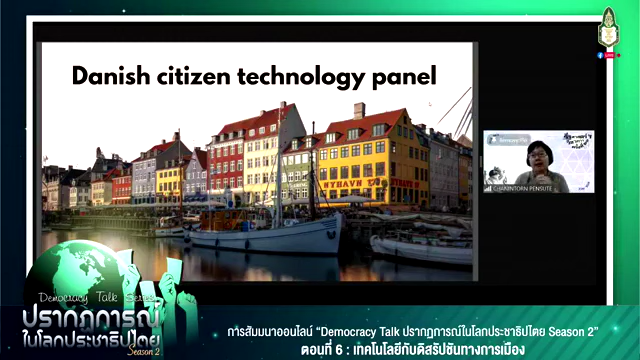 Danish citizen technology panel
LIVE
NYHAVN
CHANINTORN PENSUTE
Democracy Talk Series
ปรากฏการณ์
ในโลกประชาธิปไตย
Season 2
การสัมมนาออนไลน์ “Democracy Talk ปรากฏการณ์ในโลกประชาธิปไตย Season 2”
ตอนที่ 6 : เทคโนโลยีกับดิสรัปชันทางการเมือง